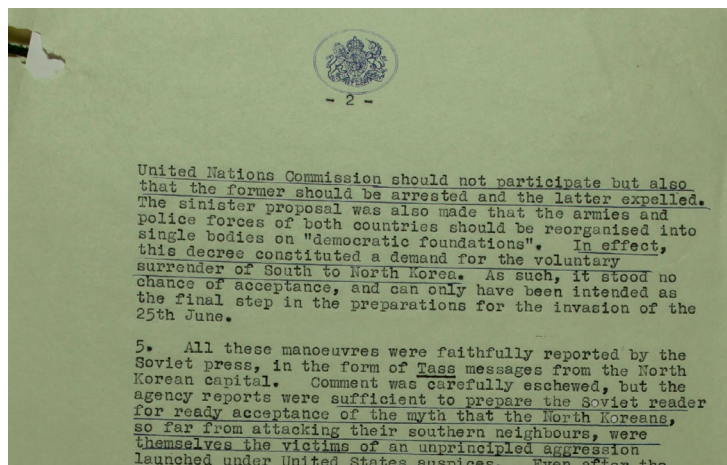 - 2 -
United Nations Commission should not participate but also
that the former should be arrested and the latter expelled.
The sinister proposal was also made that the armies and
police forces of both countries should be reorganised into
single bodies on "democratic foundations". In effect,
this decree constituted a demand for the voluntary
surrender of South to North Korea. As such, it stood no
chance of acceptance, and can only have been intended as
the final step in the preparations for the invasion of the
25th June.
5. All these manoeuvres were faithfully reported by the
Soviet press, in the form of Tass messages from the North
Korean capital. Comment was carefully eschewed, but the
agency reports were sufficient to prepare the Soviet reader
for ready acceptance of the myth that the North Koreans,
so far from attacking their southern neighbours, were
themselves the victims of an unprincipled aggression
launched under United States auspices. Even after the